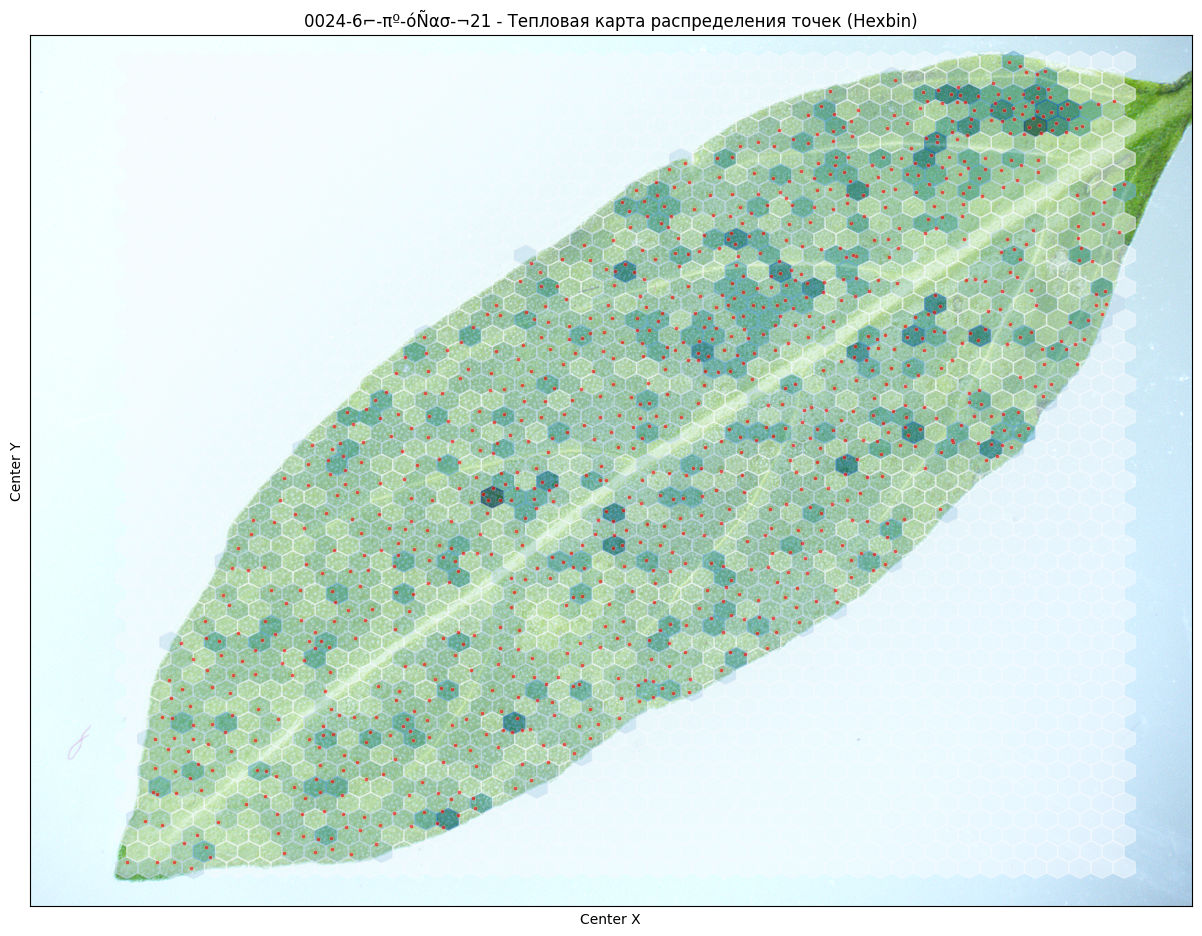 0024-6⌐-πº-óÑασ-¬21 - Тепловая карта распределения точек (Hexbin)
Center Y
Center X